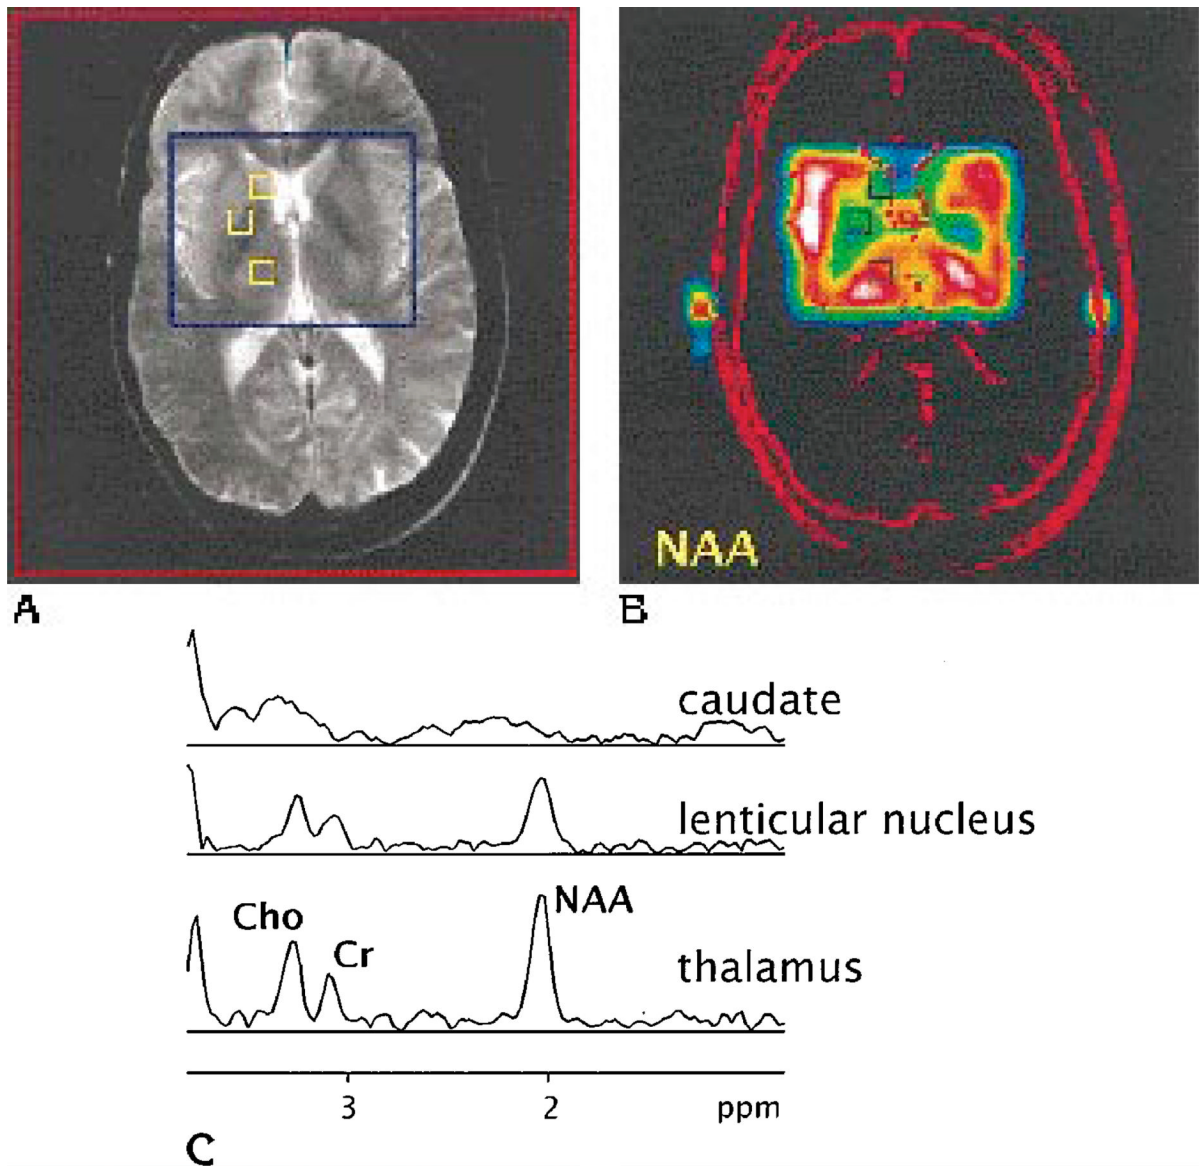 NAA
A
B
caudate
lenticular nucleus
Cho
NAA
Cr
thalamus
3
2
ppm
C